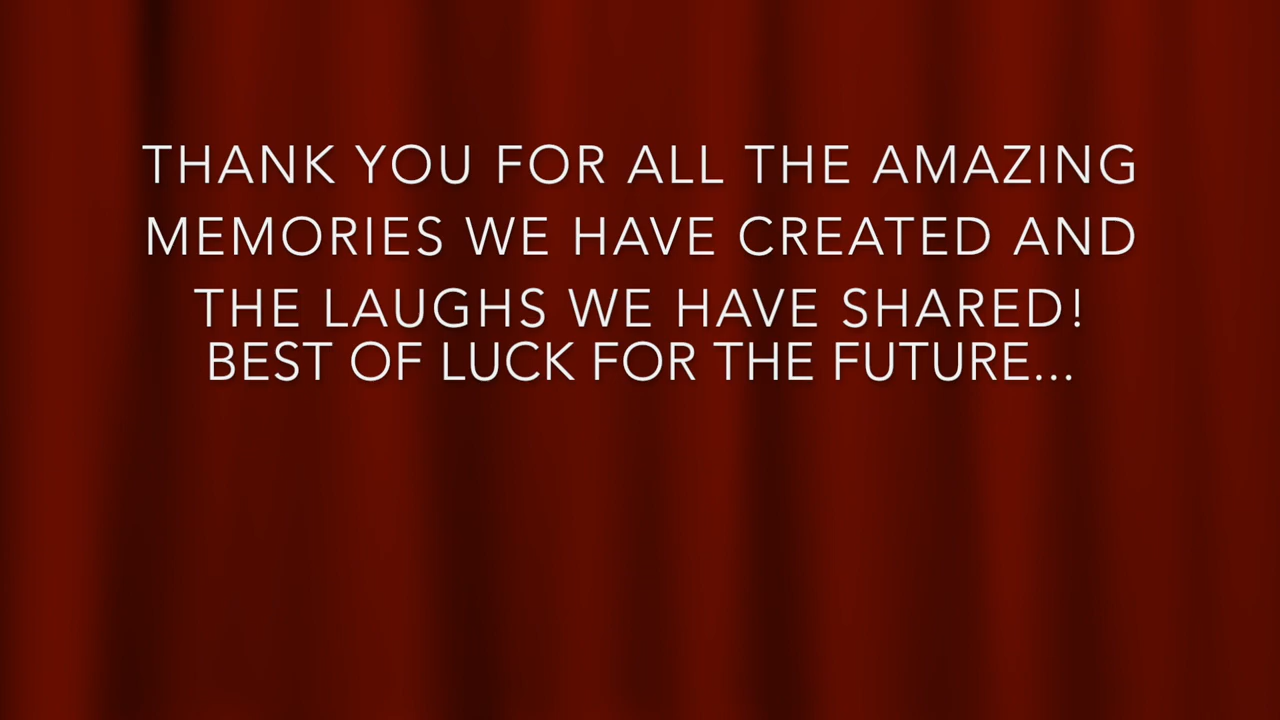 THANK YOU FOR ALL THE AMAZING
MEMORIES WE HAVE CREATED AND
THE LAUGHS WE HAVE SHARED!
BEST OF LUCK FOR THE FUTURE...